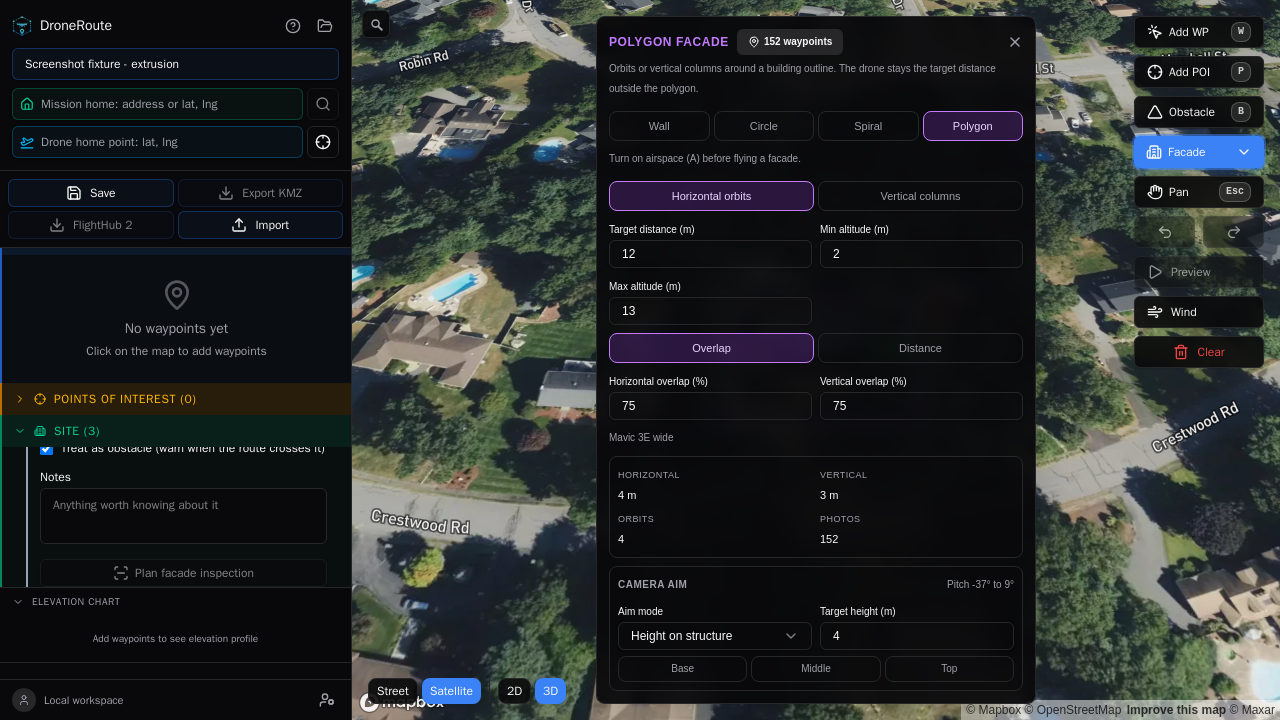 DroneRoute
Screenshot fixture - extrusion
Mission home: address or lat, lng
Drone home point: lat, lng
Save
Export KMZ
FlightHub 2
Import
No waypoints yet
Click on the map to add waypoints
POINTS OF INTEREST (0)
SITE (3)
Treat as obstacle (warn when the route crosses it)
Notes
Anything worth knowing about it
Plan facade inspection
ELEVATION CHART
Add waypoints to see elevation profile
Local workspace
Robin Rd
Dr
Dr
Crestwood Rd
Street
Satellite
2D
3D
mapbox
POLYGON FACADE
152 waypoints
Orbits or vertical columns around a building outline. The drone stays the target distance
outside the polygon.
Wall
Circle
Spiral
Polygon
Turn on airspace (A) before flying a facade.
Horizontal orbits
Vertical columns
Target distance (m)
Min altitude (m)
12
2
Max altitude (m)
13
Overlap
Distance
Horizontal overlap (%)
Vertical overlap (%)
75
75
Mavic 3E wide
HORIZONTAL
VERTICAL
4 m
3 m
ORBITS
PHOTOS
4
152
CAMERA AIM
Pitch -37° to 9°
Aim mode
Target height (m)
Height on structure
4
Base
Middle
Top
Add WP
W
Add POI
P
Obstacle
B
Facade
Pan
Esc
Preview
Wind
Clear
St
Crestwood Rd
© Mapbox © OpenStreetMap Improve this map © Maxar